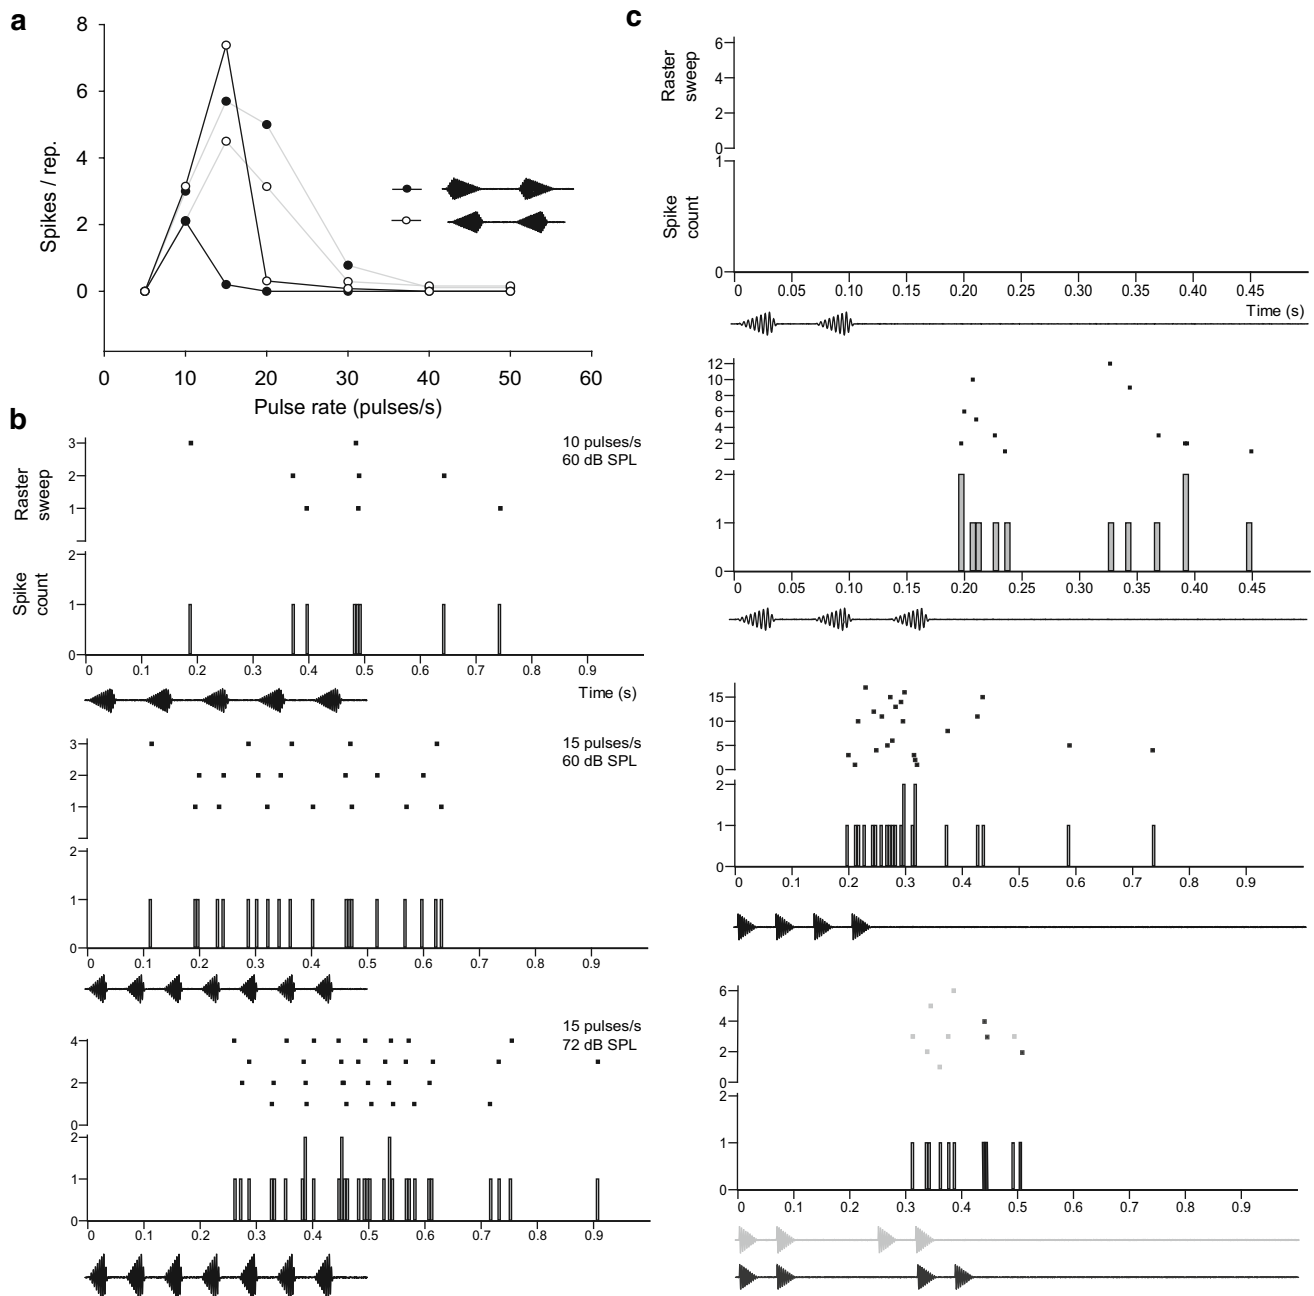 a
8
6
4
2
0
Spikes / rep.
0 10 20 30 40 50 60
Pulse rate (pulses/s)
b
10 pulses/s
60 dB SPL
Raster
sweep
3
2
1
Spike
count
2
1
0
0 0.1 0.2 0.3 0.4 0.5 0.6 0.7 0.8 0.9
Time (s)
15 pulses/s
60 dB SPL
3
2
1
2
1
0
0 0.1 0.2 0.3 0.4 0.5 0.6 0.7 0.8 0.9
15 pulses/s
72 dB SPL
4
3
2
1
0
2
1
0
0 0.1 0.2 0.3 0.4 0.5 0.6 0.7 0.8 0.9
c
Raster
sweep
6
4
2
0
Spike
count
1
0
0 0.05 0.10 0.15 0.20 0.25 0.30 0.35 0.40 0.45
Time (s)
12
10
8
6
4
2
2
1
0
0 0.05 0.10 0.15 0.20 0.25 0.30 0.35 0.40 0.45
15
10
5
0
2
1
0
0 0.1 0.2 0.3 0.4 0.5 0.6 0.7 0.8 0.9
6
4
2
0
2
1
0
0 0.1 0.2 0.3 0.4 0.5 0.6 0.7 0.8 0.9